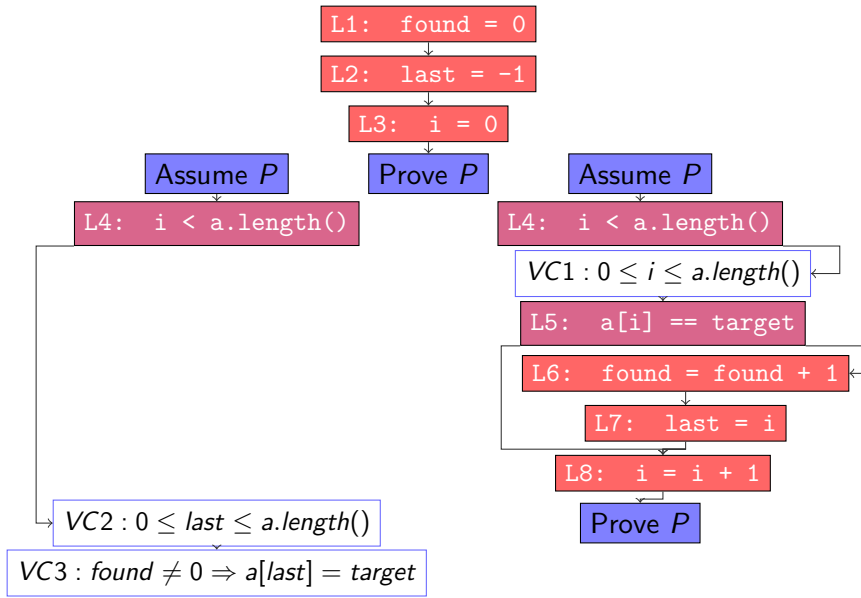 L1: found = 0
L2: last = -1
L3: i = 0
Assume P
Prove P
Assume P
L4: i < a.length()
L4: i < a.length()
VC1 : 0 ≤ i ≤ a.length()
L5: a[i] == target
L6: found = found + 1
L7: last = i
L8: i = i + 1
VC2 : 0 ≤ last ≤ a.length()
Prove P
VC3 : found ≠ 0 ⇒ a[last] = target